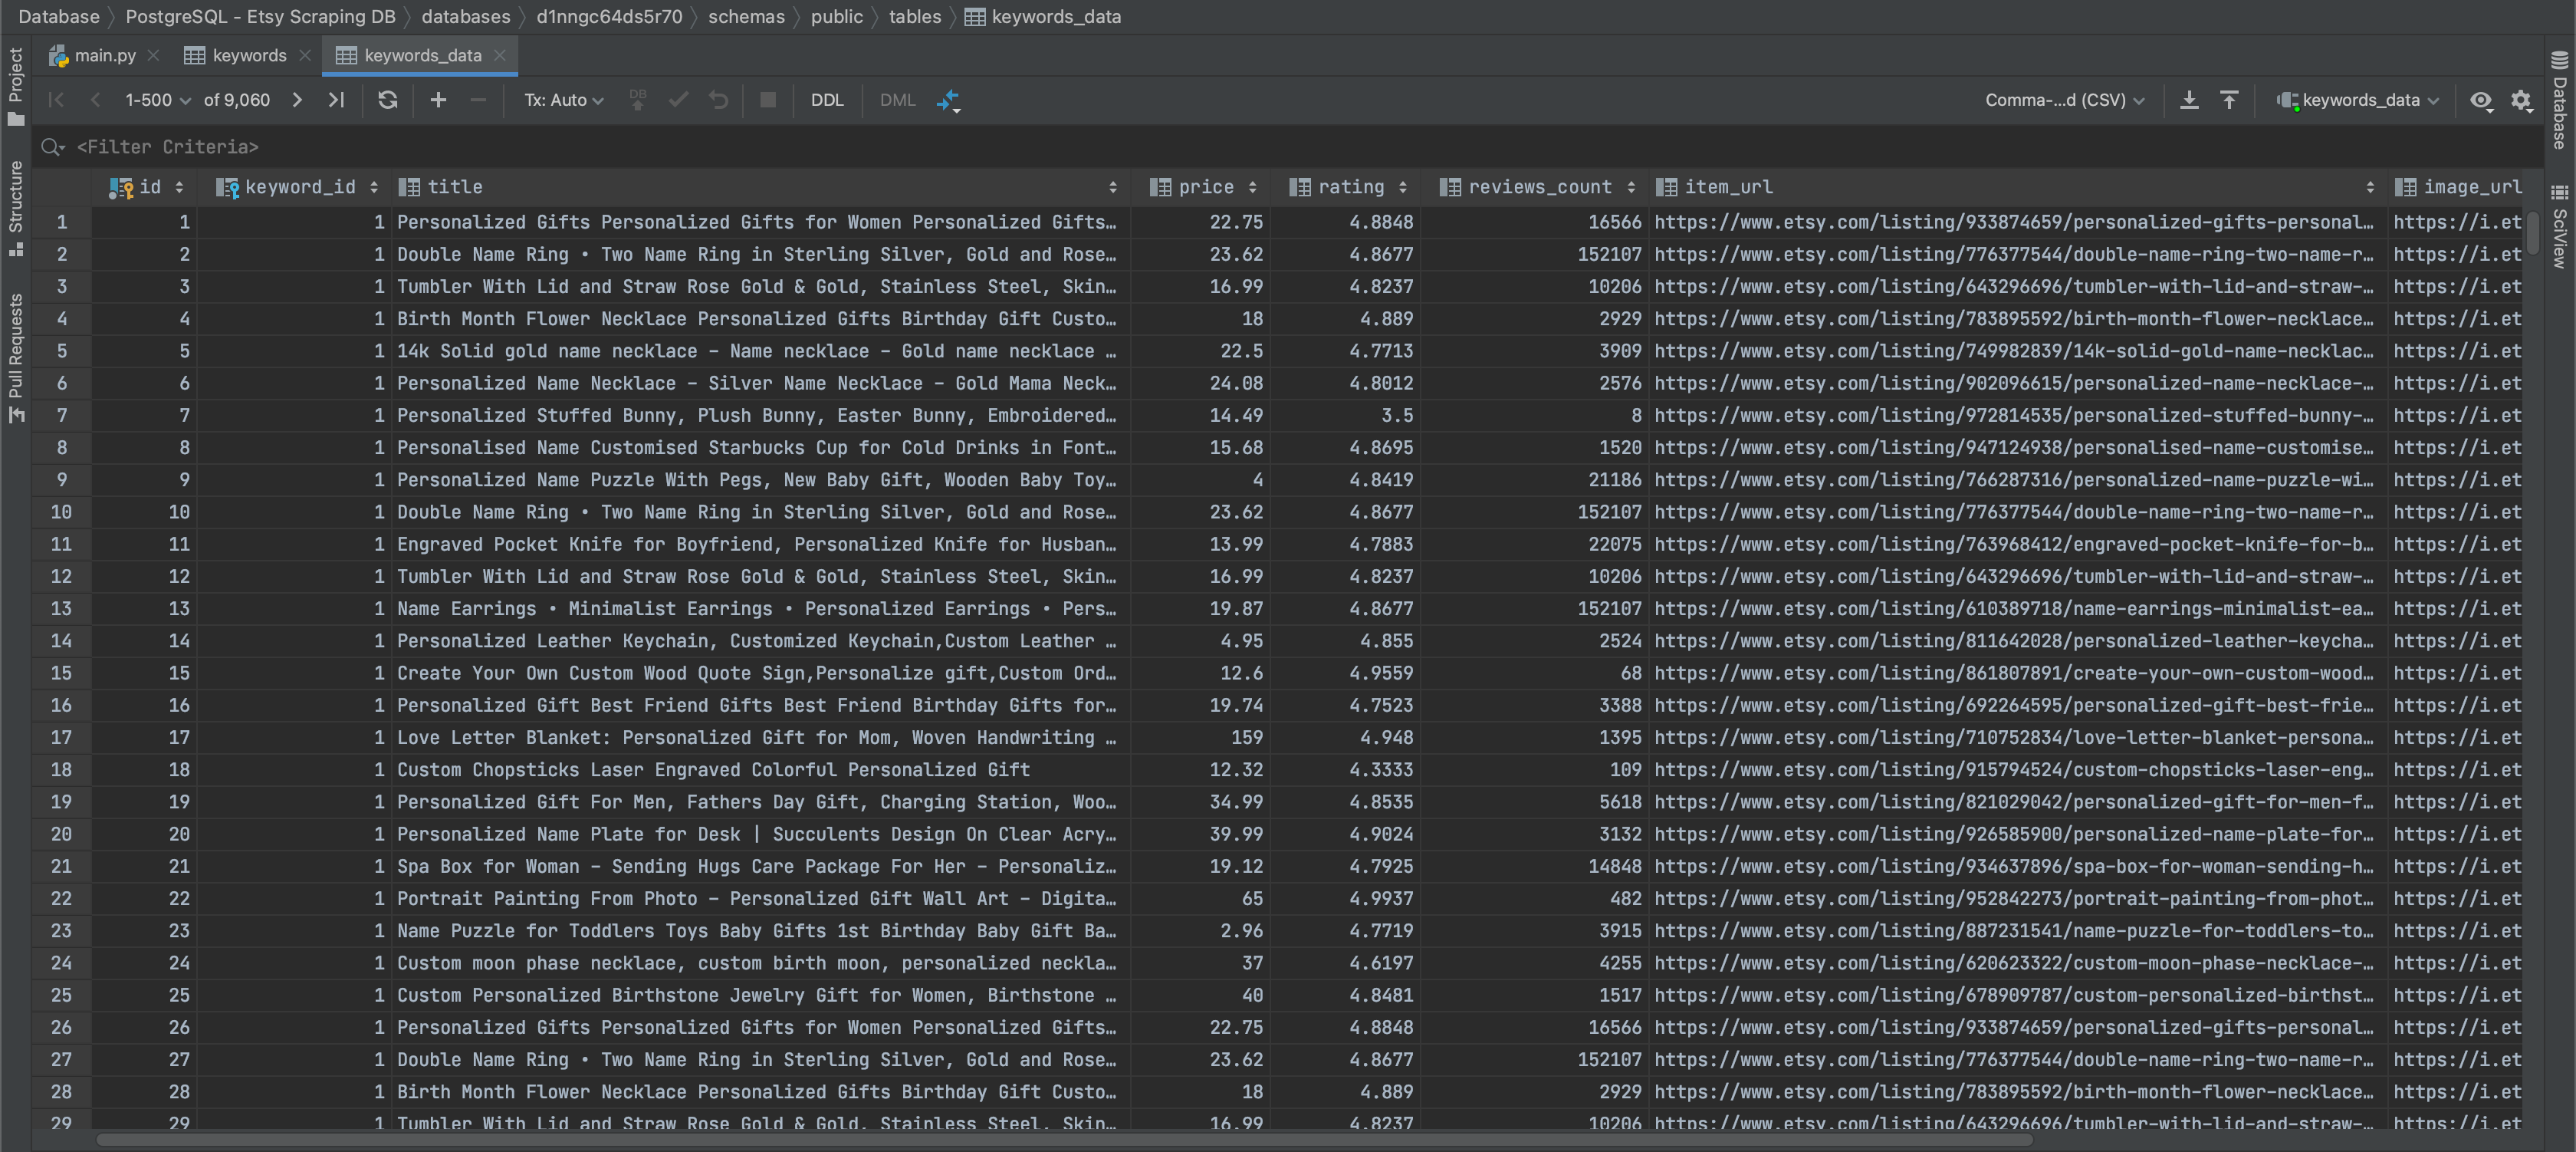 Database PostgreSQL - Etsy Scraping DB databases d1nngc64ds5r70 schemas public tables keywords_data
main.py keywords keywords_data
1-500 of 9,060 Tx: Auto DB DDL DML Comma-...d (CSV) keywords_data
<Filter Criteria>
id keyword_id title price rating reviews_count item_url image_url
1 1 1 Personalized Gifts Personalized Gifts for Women Personalized Gifts… 22.75 4.8848 16566 https://www.etsy.com/listing/933874659/personalized-gifts-personal… https://i.et
2 2 1 Double Name Ring • Two Name Ring in Sterling Silver, Gold and Rose… 23.62 4.8677 152107 https://www.etsy.com/listing/776377544/double-name-ring-two-name-r… https://i.et
3 3 1 Tumbler With Lid and Straw Rose Gold & Gold, Stainless Steel, Skin… 16.99 4.8237 10206 https://www.etsy.com/listing/643296696/tumbler-with-lid-and-straw-… https://i.et
4 4 1 Birth Month Flower Necklace Personalized Gifts Birthday Gift Custo… 18 4.889 2929 https://www.etsy.com/listing/783895592/birth-month-flower-necklace… https://i.et
5 5 1 14k Solid gold name necklace - Name necklace - Gold name necklace … 22.5 4.7713 3909 https://www.etsy.com/listing/749982839/14k-solid-gold-name-necklac… https://i.et
6 6 1 Personalized Name Necklace - Silver Name Necklace - Gold Mama Neck… 24.08 4.8012 2576 https://www.etsy.com/listing/902096615/personalized-name-necklace-… https://i.et
7 7 1 Personalized Stuffed Bunny, Plush Bunny, Easter Bunny, Embroidered… 14.49 3.5 8 https://www.etsy.com/listing/972814535/personalized-stuffed-bunny-… https://i.et
8 8 1 Personalised Name Customised Starbucks Cup for Cold Drinks in Font… 15.68 4.8695 1520 https://www.etsy.com/listing/947124938/personalised-name-customise… https://i.et
9 9 1 Personalized Name Puzzle With Pegs, New Baby Gift, Wooden Baby Toy… 4 4.8419 21186 https://www.etsy.com/listing/766287316/personalized-name-puzzle-wi… https://i.et
10 10 1 Double Name Ring • Two Name Ring in Sterling Silver, Gold and Rose… 23.62 4.8677 152107 https://www.etsy.com/listing/776377544/double-name-ring-two-name-r… https://i.et
11 11 1 Engraved Pocket Knife for Boyfriend, Personalized Knife for Husban… 13.99 4.7883 22075 https://www.etsy.com/listing/763968412/engraved-pocket-knife-for-b… https://i.et
12 12 1 Tumbler With Lid and Straw Rose Gold & Gold, Stainless Steel, Skin… 16.99 4.8237 10206 https://www.etsy.com/listing/643296696/tumbler-with-lid-and-straw-… https://i.et
13 13 1 Name Earrings • Minimalist Earrings • Personalized Earrings • Pers… 19.87 4.8677 152107 https://www.etsy.com/listing/610389718/name-earrings-minimalist-ea… https://i.et
14 14 1 Personalized Leather Keychain, Customized Keychain,Custom Leather … 4.95 4.855 2524 https://www.etsy.com/listing/811642028/personalized-leather-keycha… https://i.et
15 15 1 Create Your Own Custom Wood Quote Sign,Personalize gift,Custom Ord… 12.6 4.9559 68 https://www.etsy.com/listing/861807891/create-your-own-custom-wood… https://i.et
16 16 1 Personalized Gift Best Friend Gifts Best Friend Birthday Gifts for… 19.74 4.7523 3388 https://www.etsy.com/listing/692264595/personalized-gift-best-frie… https://i.et
17 17 1 Love Letter Blanket: Personalized Gift for Mom, Woven Handwriting … 159 4.948 1395 https://www.etsy.com/listing/710752834/love-letter-blanket-persona… https://i.et
18 18 1 Custom Chopsticks Laser Engraved Colorful Personalized Gift 12.32 4.3333 109 https://www.etsy.com/listing/915794524/custom-chopsticks-laser-eng… https://i.et
19 19 1 Personalized Gift For Men, Fathers Day Gift, Charging Station, Woo… 34.99 4.8535 5618 https://www.etsy.com/listing/821029042/personalized-gift-for-men-f… https://i.et
20 20 1 Personalized Name Plate for Desk | Succulents Design On Clear Acry… 39.99 4.9024 3132 https://www.etsy.com/listing/926585900/personalized-name-plate-for… https://i.et
21 21 1 Spa Box for Woman - Sending Hugs Care Package For Her - Personaliz… 19.12 4.7925 14848 https://www.etsy.com/listing/934637896/spa-box-for-woman-sending-h… https://i.et
22 22 1 Portrait Painting From Photo - Personalized Gift Wall Art - Digita… 65 4.9937 482 https://www.etsy.com/listing/952842273/portrait-painting-from-phot… https://i.et
23 23 1 Name Puzzle for Toddlers Toys Baby Gifts 1st Birthday Baby Gift Ba… 2.96 4.7719 3915 https://www.etsy.com/listing/887231541/name-puzzle-for-toddlers-to… https://i.et
24 24 1 Custom moon phase necklace, custom birth moon, personalized neckla… 37 4.6197 4255 https://www.etsy.com/listing/620623322/custom-moon-phase-necklace-… https://i.et
25 25 1 Custom Personalized Birthstone Jewelry Gift for Women, Birthstone … 40 4.8481 1517 https://www.etsy.com/listing/678909787/custom-personalized-birthst… https://i.et
26 26 1 Personalized Gifts Personalized Gifts for Women Personalized Gifts… 22.75 4.8848 16566 https://www.etsy.com/listing/933874659/personalized-gifts-personal… https://i.et
27 27 1 Double Name Ring • Two Name Ring in Sterling Silver, Gold and Rose… 23.62 4.8677 152107 https://www.etsy.com/listing/776377544/double-name-ring-two-name-r… https://i.et
28 28 1 Birth Month Flower Necklace Personalized Gifts Birthday Gift Custo… 18 4.889 2929 https://www.etsy.com/listing/783895592/birth-month-flower-necklace… https://i.et
29 29 1 Tumbler With Lid and Straw Rose Gold & Gold, Stainless Steel, Skin… 16.99 4.8237 10206 https://www.etsy.com/listing/643296696/tumbler-with-lid-and-straw-… https://i.et
Project
Structure
Pull Requests
Database
SciView